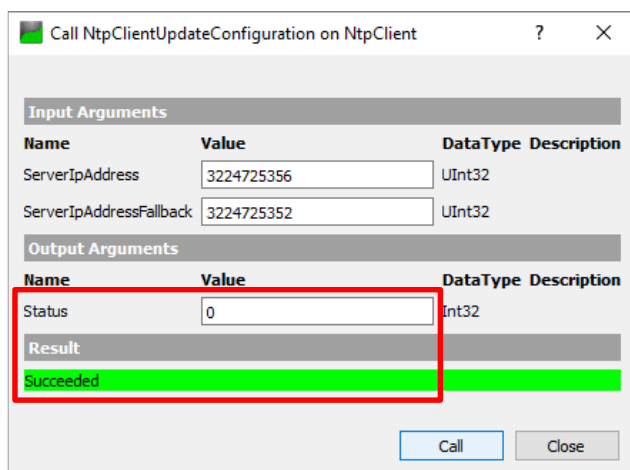 Call NtpClientUpdateConfiguration on NtpClient ? ×
Input Arguments
Name Value DataType Description
ServerIpAddress 3224725356 UInt32
ServerIpAddressFallback 3224725352 UInt32
Output Arguments
Name Value DataType Description
Status 0 Int32
Result
Succeeded
Call Close